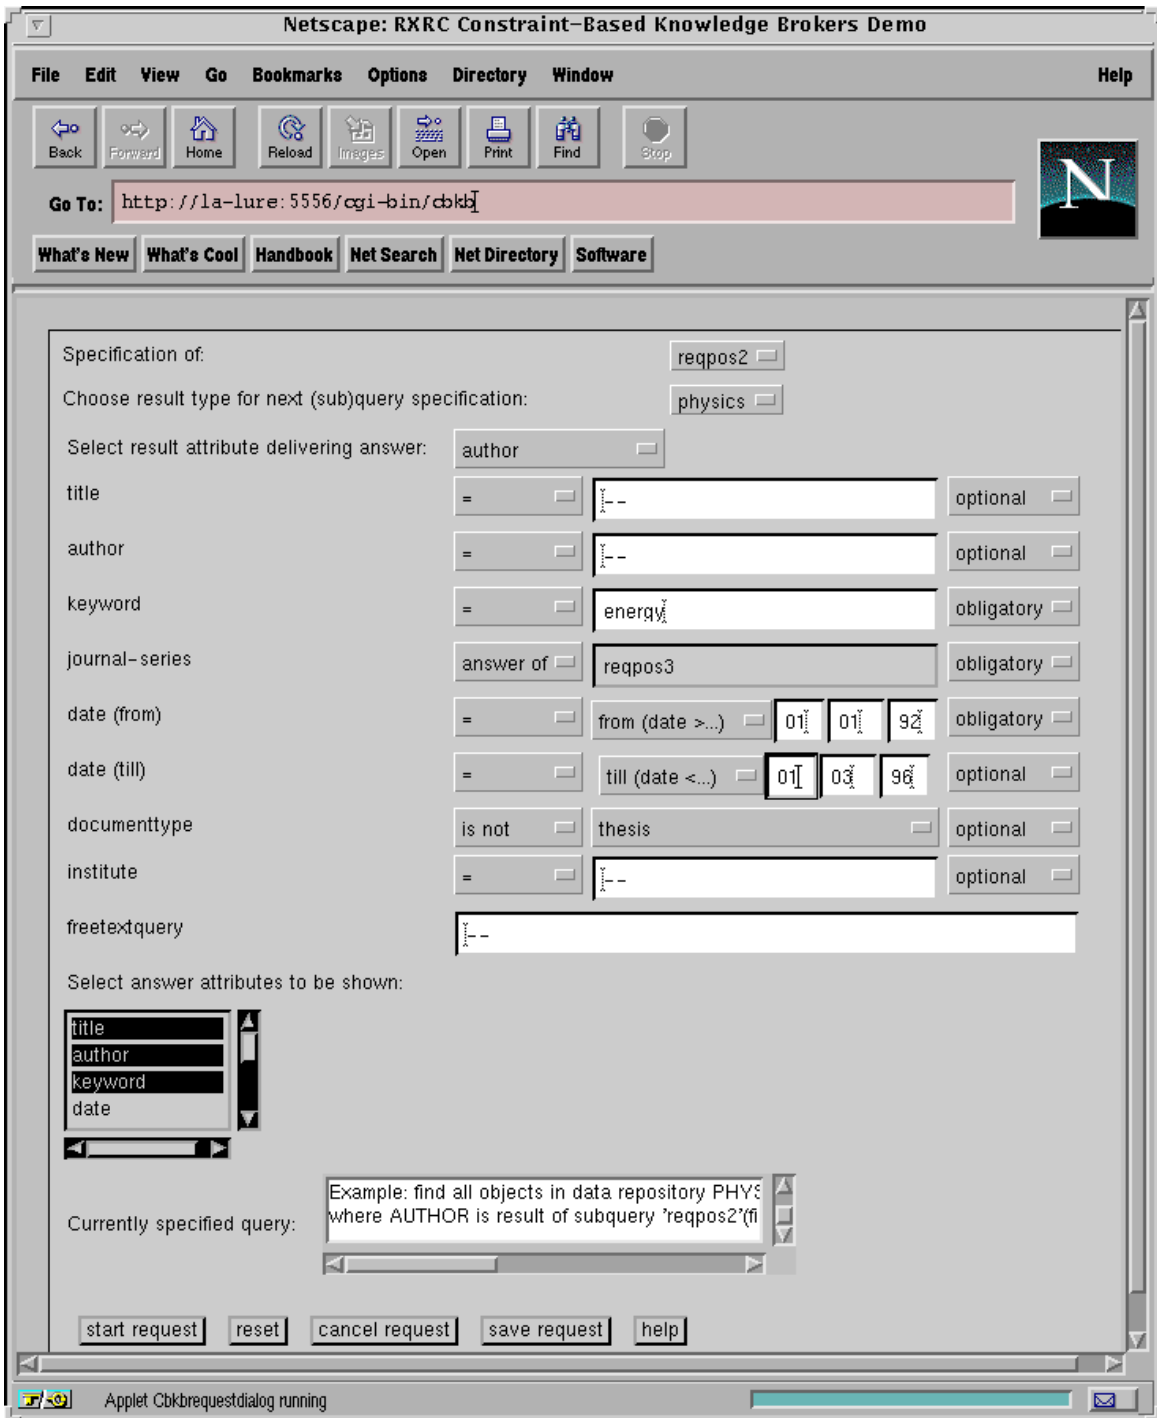 Netscape: RXRC Constraint-Based Knowledge Brokers Demo
File Edit View Go Bookmarks Options Directory Window Help
Back Forward Home Reload Images Open Print Find Stop
N
Go To: http://la-lure:5556/cgi-bin/cbkb
What's New What's Cool Handbook Net Search Net Directory Software
Specification of: reqpos2
Choose result type for next (sub)query specification: physics
Select result attribute delivering answer: author
title = -- optional
author = -- optional
keyword = energy obligatory
journal-series answer of reqpos3 obligatory
date (from) = from (date >...) 01 01 92 obligatory
date (till) = till (date <...) 01 03 96 optional
documenttype is not thesis optional
institute = -- optional
freetextquery --
Select answer attributes to be shown:
title
author
keyword
date
Example: find all objects in data repository PHYS
Currently specified query: where AUTHOR is result of subquery 'reqpos2'(fi
start request reset cancel request save request help
Applet Cbkbrequestdialog running